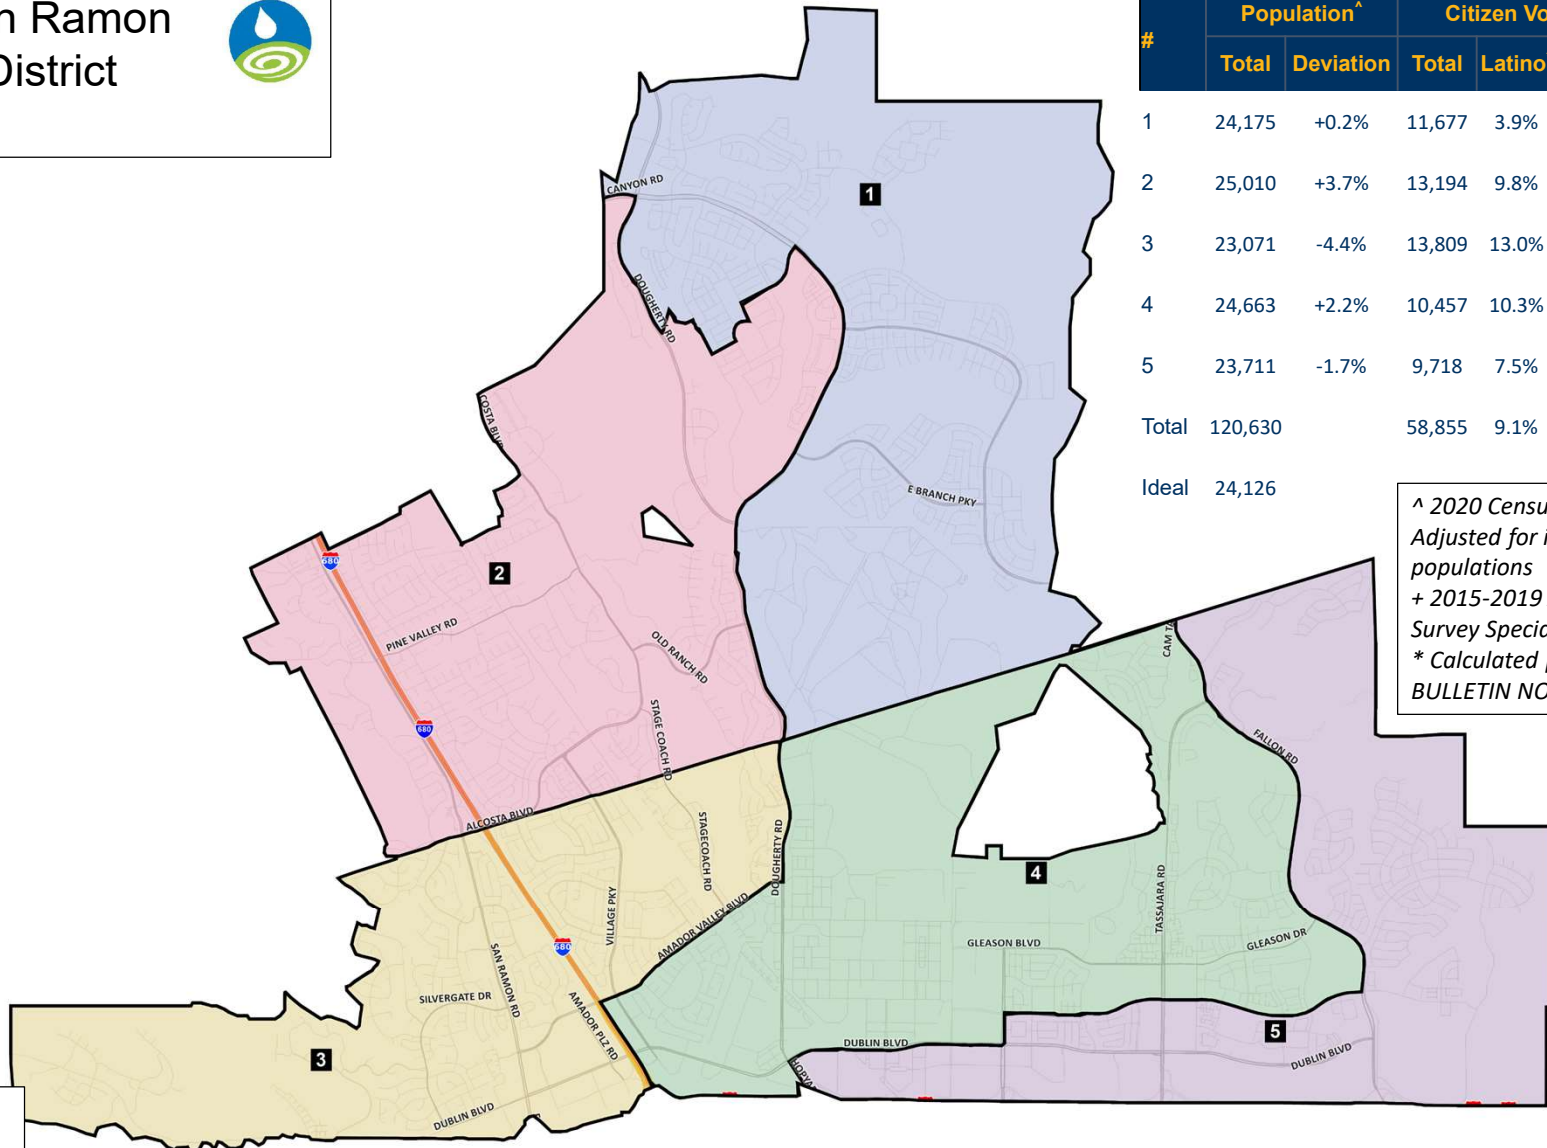 n Ramon
District
# Population^ Citizen Vo
Total Deviation Total Latino
1 24,175 +0.2% 11,677 3.9%
2 25,010 +3.7% 13,194 9.8%
3 23,071 -4.4% 13,809 13.0%
4 24,663 +2.2% 10,457 10.3%
5 23,711 -1.7% 9,718 7.5%
Total 120,630 58,855 9.1%
Ideal 24,126
^ 2020 Censu
Adjusted for i
populations
+ 2015-2019
Survey Specia
* Calculated
BULLETIN NO
CANYON RD
1
DOUGHERTY RD
COSTA BLVD
E BRANCH PKY
680
2
PINE VALLEY RD
OLD RANCH RD
CAM TA
680
STAGE COACH RD
FALLON RD
ALCOSTA BLVD
STAGECOACH RD
DOUGHERTY RD
4
VILLAGE PKY
AMADOR VALLEY BLVD
TASSAJARA RD
680
GLEASON BLVD
GLEASON DR
SAN RAMON RD
SILVERGATE DR
AMADOR PLZ RD
5
3
DUBLIN BLVD
DUBLIN BLVD
HOPYA
DUBLIN BLVD